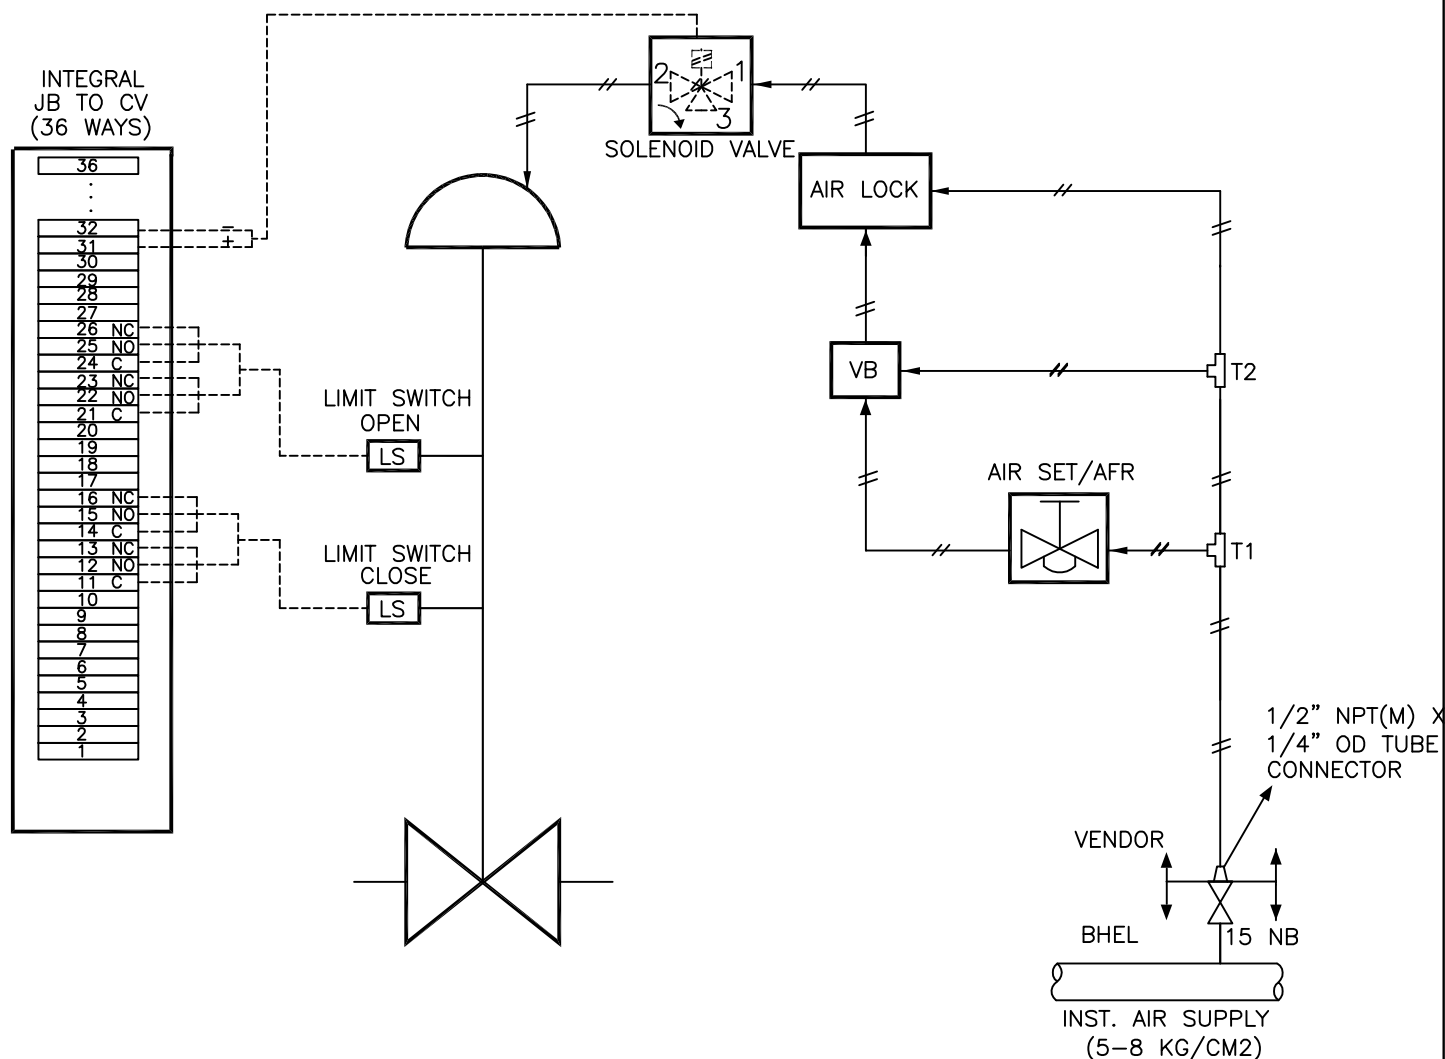 INTEGRAL
JB TO CV
(36 WAYS)
36
32 −
31 +
30
29
28
27
26 NC
25 NO
24 C
23 NC
22 NO
21 C
20
19
18
17
16 NC
15 NO
14 C
13 NC
12 NO
11 C
10
9
8
7
6
5
4
3
2
1
2 1
3
SOLENOID VALVE
AIR LOCK
VB
T2
AIR SET/AFR
T1
LIMIT SWITCH
OPEN
LS
LIMIT SWITCH
CLOSE
LS
1/2” NPT(M) X
1/4” OD TUBE
CONNECTOR
VENDOR
BHEL
15 NB
INST. AIR SUPPLY
(5−8 KG/CM2)